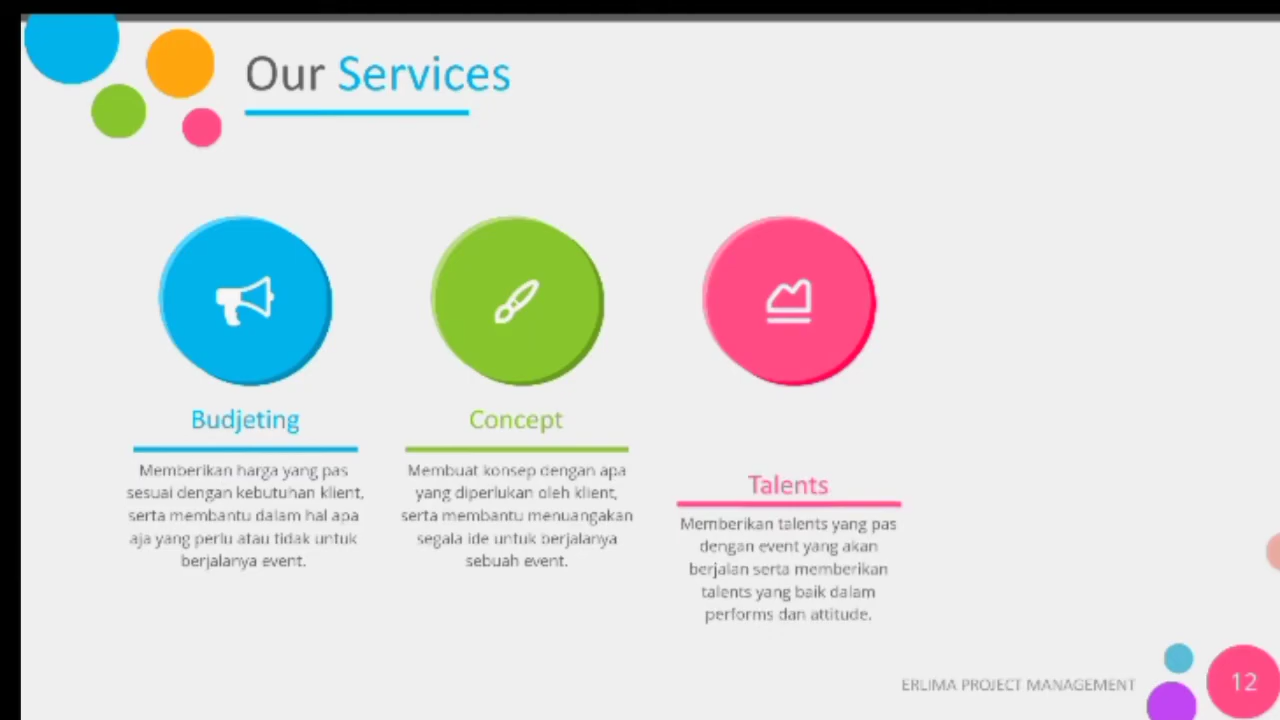 Our Services
Budjeting
Memberikan harga yang pas
sesuai dengan kebutuhan klient,
serta membantu dalam hal apa
aja yang perlu atau tidak untuk
berjalanya event.
Concept
Membuat konsep dengan apa
yang diperlukan oleh klient,
serta membantu menuangakan
segala ide untuk berjalanya
sebuah event.
Talents
Memberikan talents yang pas
dengan event yang akan
berjalan serta memberikan
talents yang baik dalam
performs dan attitude.
ERLIMA PROJECT MANAGEMENT
12